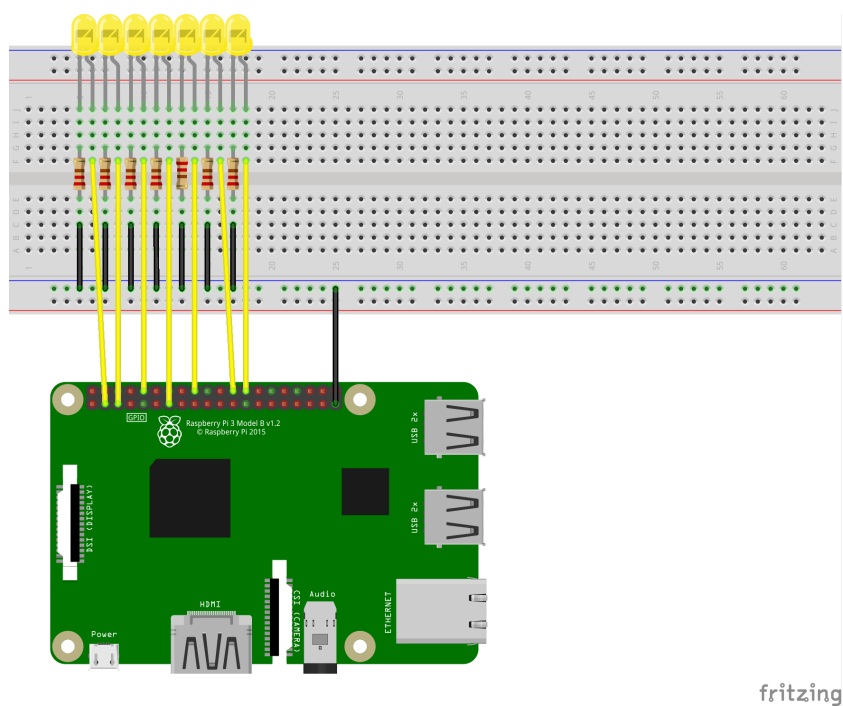 1 20 25 30 35 40 45 50 55 60
J
I
H
G
F
E
D
C
B
A
1 20 25 30 35 40 45 50 55 60
GPIO
Raspberry Pi 3 Model B v1.2
© Raspberry Pi 2015
USB 2x
DSI (DISPLAY)
USB 2x
HDMI
CSI (CAMERA)
Audio
ETHERNET
Power
fritzing